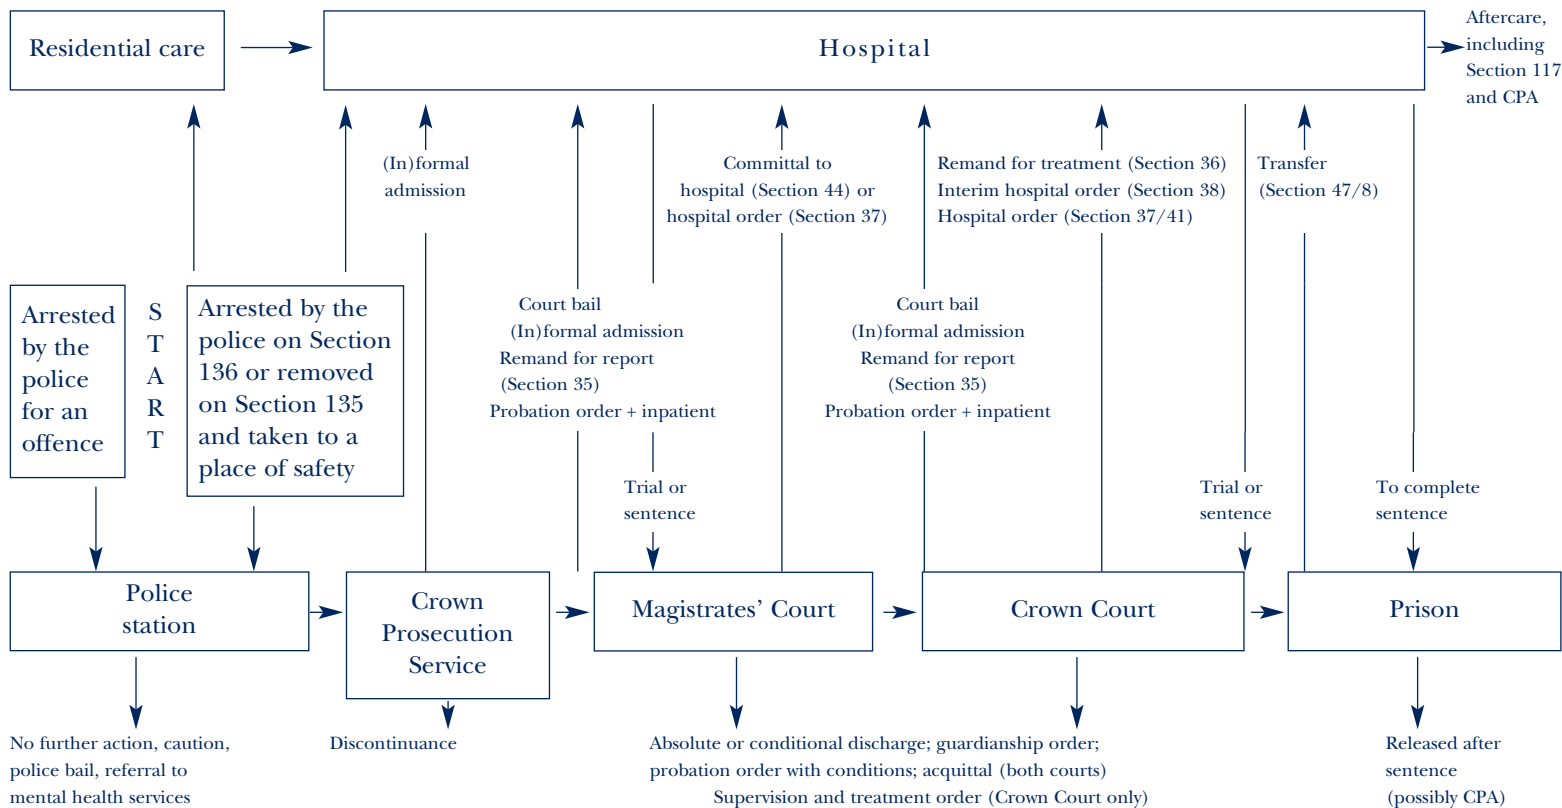 Residential care
Hospital
Aftercare,
including
Section 117
and CPA
(In)formal
admission
Committal to
hospital (Section 44) or
hospital order (Section 37)
Remand for treatment (Section 36)
Interim hospital order (Section 38)
Hospital order (Section 37/41)
Transfer
(Section 47/8)
Arrested
by the
police
for an
offence
S
T
A
R
T
Arrested by the
police on Section
136 or removed
on Section 135
and taken to a
place of safety
Court bail
(In)formal admission
Remand for report
(Section 35)
Probation order + inpatient
Court bail
(In)formal admission
Remand for report
(Section 35)
Probation order + inpatient
Trial or
sentence
Trial or
sentence
To complete
sentence
Police
station
Crown
Prosecution
Service
Magistrates’ Court
Crown Court
Prison
No further action, caution,
police bail, referral to
mental health services
Discontinuance
Absolute or conditional discharge; guardianship order;
probation order with conditions; acquittal (both courts)
Supervision and treatment order (Crown Court only)
Released after
sentence
(possibly CPA)